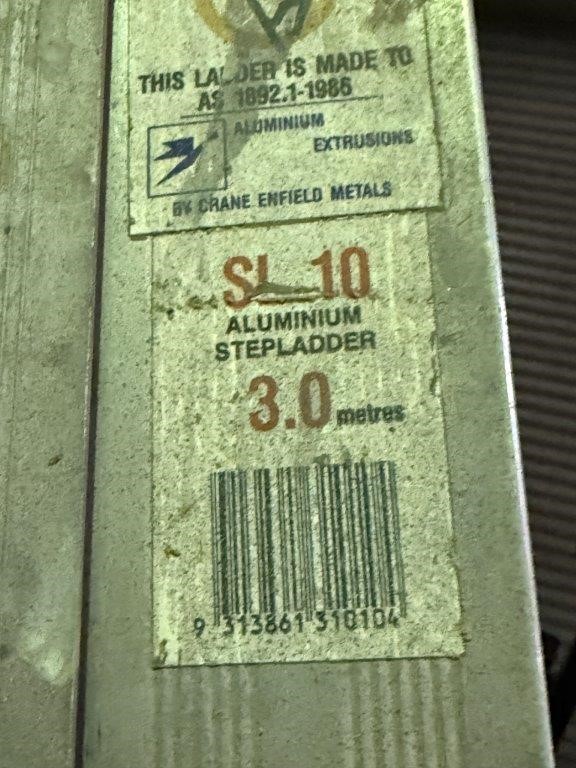 THIS LADDER IS MADE TO
AS 1892.1-1986
ALUMINIUM
EXTRUSIONS
BY CRANE ENFIELD METALS
SL 10
ALUMINIUM
STEPLADDER
3.0 metres
9 313861 310104